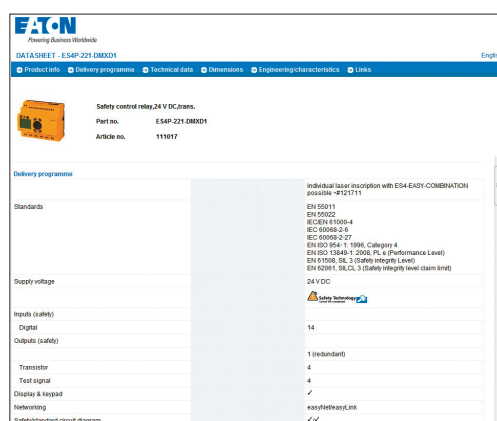 EATON
Powering Business Worldwide
DATASHEET - ES4P-221-DMXD1
Englis
Product Info Delivery programme Technical data Dimensions Engineering/characteristics Links
Safety control relay,24 V DC,trans.
Part no. ES4P-221-DMXD1
Article no. 111017
Delivery programme
individual laser inscription with ES4-EASY-COMBINATION
possible ¬#121711
Standards EN 55011
EN 55022
IEC/EN 61000-4
IEC 60068-2-6
IEC 60068-2-27
EN ISO 954- 1: 1996, Category 4
EN ISO 13849-1: 2008, PL e (Performance Level)
EN 61508, SIL 3 (Safety integrity Level)
EN 62061, SILCL 3 (Safety integrity level claim limit)
Supply voltage 24 V DC
Safety Technology
Inputs (safety)
Digital 14
Outputs (safety)
1 (redundant)
Transistor 4
Test signal 4
Display & keypad ✓
Networking easyNet/easyLink
Safety/standard circuit diagram ✓/✓